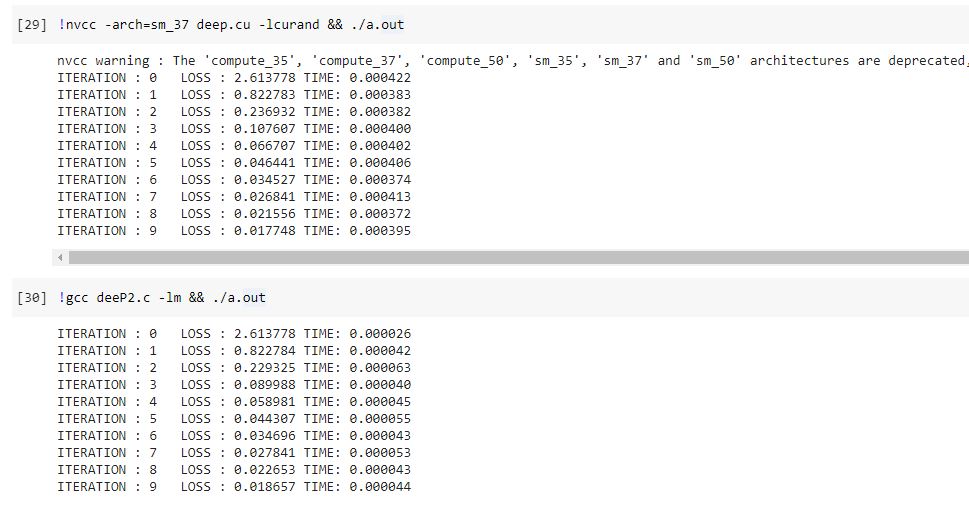 [29] !nvcc -arch=sm_37 deep.cu -lcurand && ./a.out
nvcc warning : The 'compute_35', 'compute_37', 'compute_50', 'sm_35', 'sm_37' and 'sm_50' architectures are deprecated,
ITERATION : 0 LOSS : 2.613778 TIME: 0.000422
ITERATION : 1 LOSS : 0.822783 TIME: 0.000383
ITERATION : 2 LOSS : 0.236932 TIME: 0.000382
ITERATION : 3 LOSS : 0.107607 TIME: 0.000400
ITERATION : 4 LOSS : 0.066707 TIME: 0.000402
ITERATION : 5 LOSS : 0.046441 TIME: 0.000406
ITERATION : 6 LOSS : 0.034527 TIME: 0.000374
ITERATION : 7 LOSS : 0.026841 TIME: 0.000413
ITERATION : 8 LOSS : 0.021556 TIME: 0.000372
ITERATION : 9 LOSS : 0.017748 TIME: 0.000395
[30] !gcc deeP2.c -lm && ./a.out
ITERATION : 0 LOSS : 2.613778 TIME: 0.000026
ITERATION : 1 LOSS : 0.822784 TIME: 0.000042
ITERATION : 2 LOSS : 0.229325 TIME: 0.000063
ITERATION : 3 LOSS : 0.089988 TIME: 0.000040
ITERATION : 4 LOSS : 0.058981 TIME: 0.000045
ITERATION : 5 LOSS : 0.044307 TIME: 0.000055
ITERATION : 6 LOSS : 0.034696 TIME: 0.000043
ITERATION : 7 LOSS : 0.027841 TIME: 0.000053
ITERATION : 8 LOSS : 0.022653 TIME: 0.000043
ITERATION : 9 LOSS : 0.018657 TIME: 0.000044